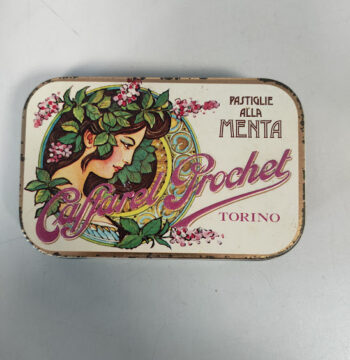 PASTIGLIE
ALLA
MENTA
Caffarel Prochet
TORINO